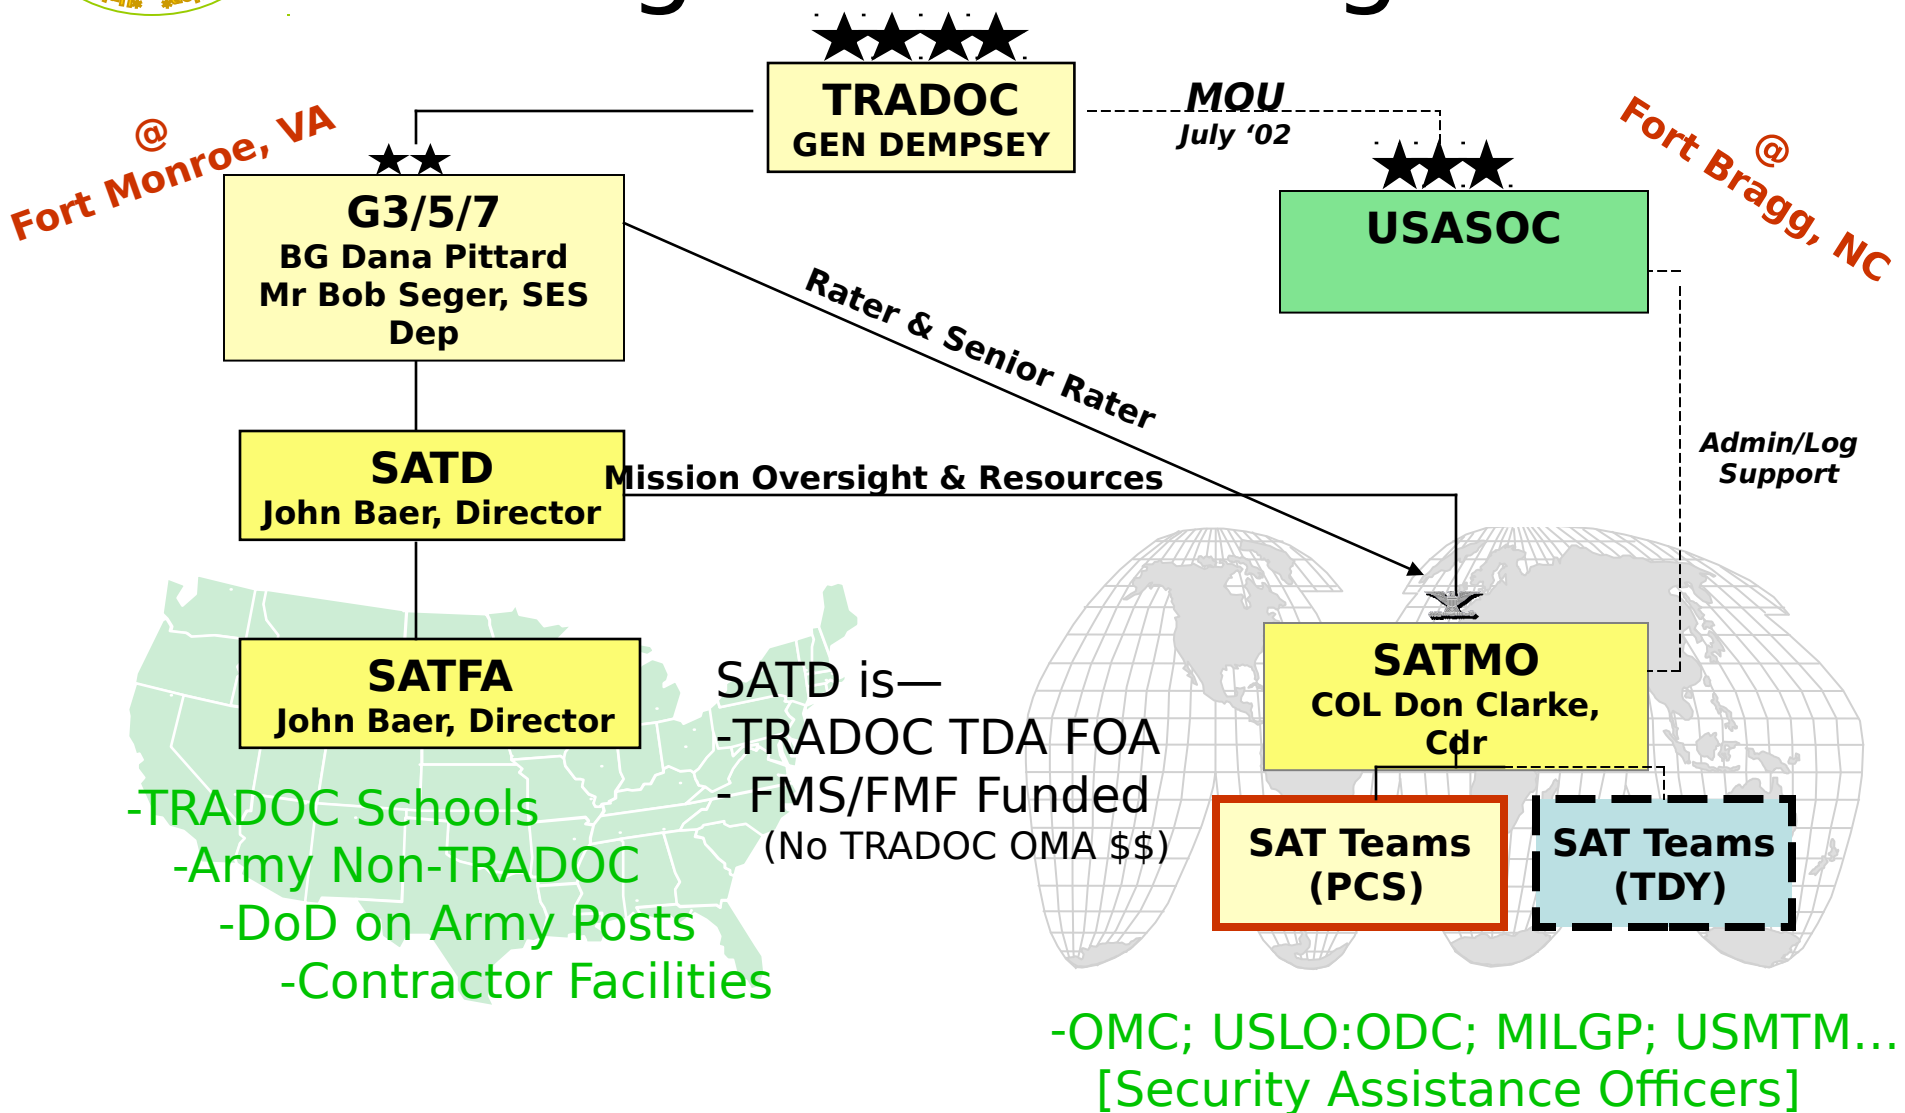 TRADOC
GEN DEMPSEY
MOU
July ‘02
@
Fort Monroe, VA
@
Fort Bragg, NC
G3/5/7
BG Dana Pittard
Mr Bob Seger, SES
Dep
USASOC
Rater & Senior Rater
SATD
John Baer, Director
Mission Oversight & Resources
Admin/Log
Support
SATFA
John Baer, Director
SATD is—
-TRADOC TDA FOA
- FMS/FMF Funded
(No TRADOC OMA $$)
SATMO
COL Don Clarke,
Cdr
-TRADOC Schools
-Army Non-TRADOC
-DoD on Army Posts
-Contractor Facilities
SAT Teams
(PCS)
SAT Teams
(TDY)
-OMC; USLO:ODC; MILGP; USMTM…
[Security Assistance Officers]